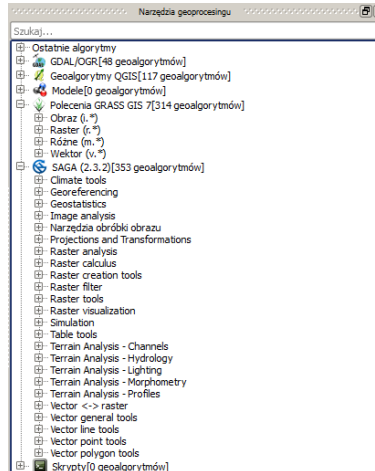 Narzędzia geoprocesingu
Szukaj...
Ostatnie algorytmy
GDAL/OGR[48 geoalgorytmów]
Geoalgorytmy QGIS[117 geoalgorytmów]
Modele[0 geoalgorytmów]
Polecenia GRASS GIS 7[314 geoalgorytmów]
Obraz (i.*)
Raster (r.*)
Różne (m.*)
Wektor (v.*)
SAGA (2.3.2)[353 geoalgorytmów]
Climate tools
Georeferencing
Geostatistics
Image analysis
Narzędzia obróbki obrazu
Projections and Transformations
Raster analysis
Raster calculus
Raster creation tools
Raster filter
Raster tools
Raster visualization
Simulation
Table tools
Terrain Analysis - Channels
Terrain Analysis - Hydrology
Terrain Analysis - Lighting
Terrain Analysis - Morphometry
Terrain Analysis - Profiles
Vector <-> raster
Vector general tools
Vector line tools
Vector point tools
Vector polygon tools
Skrypty[0 geoalgorytmów]